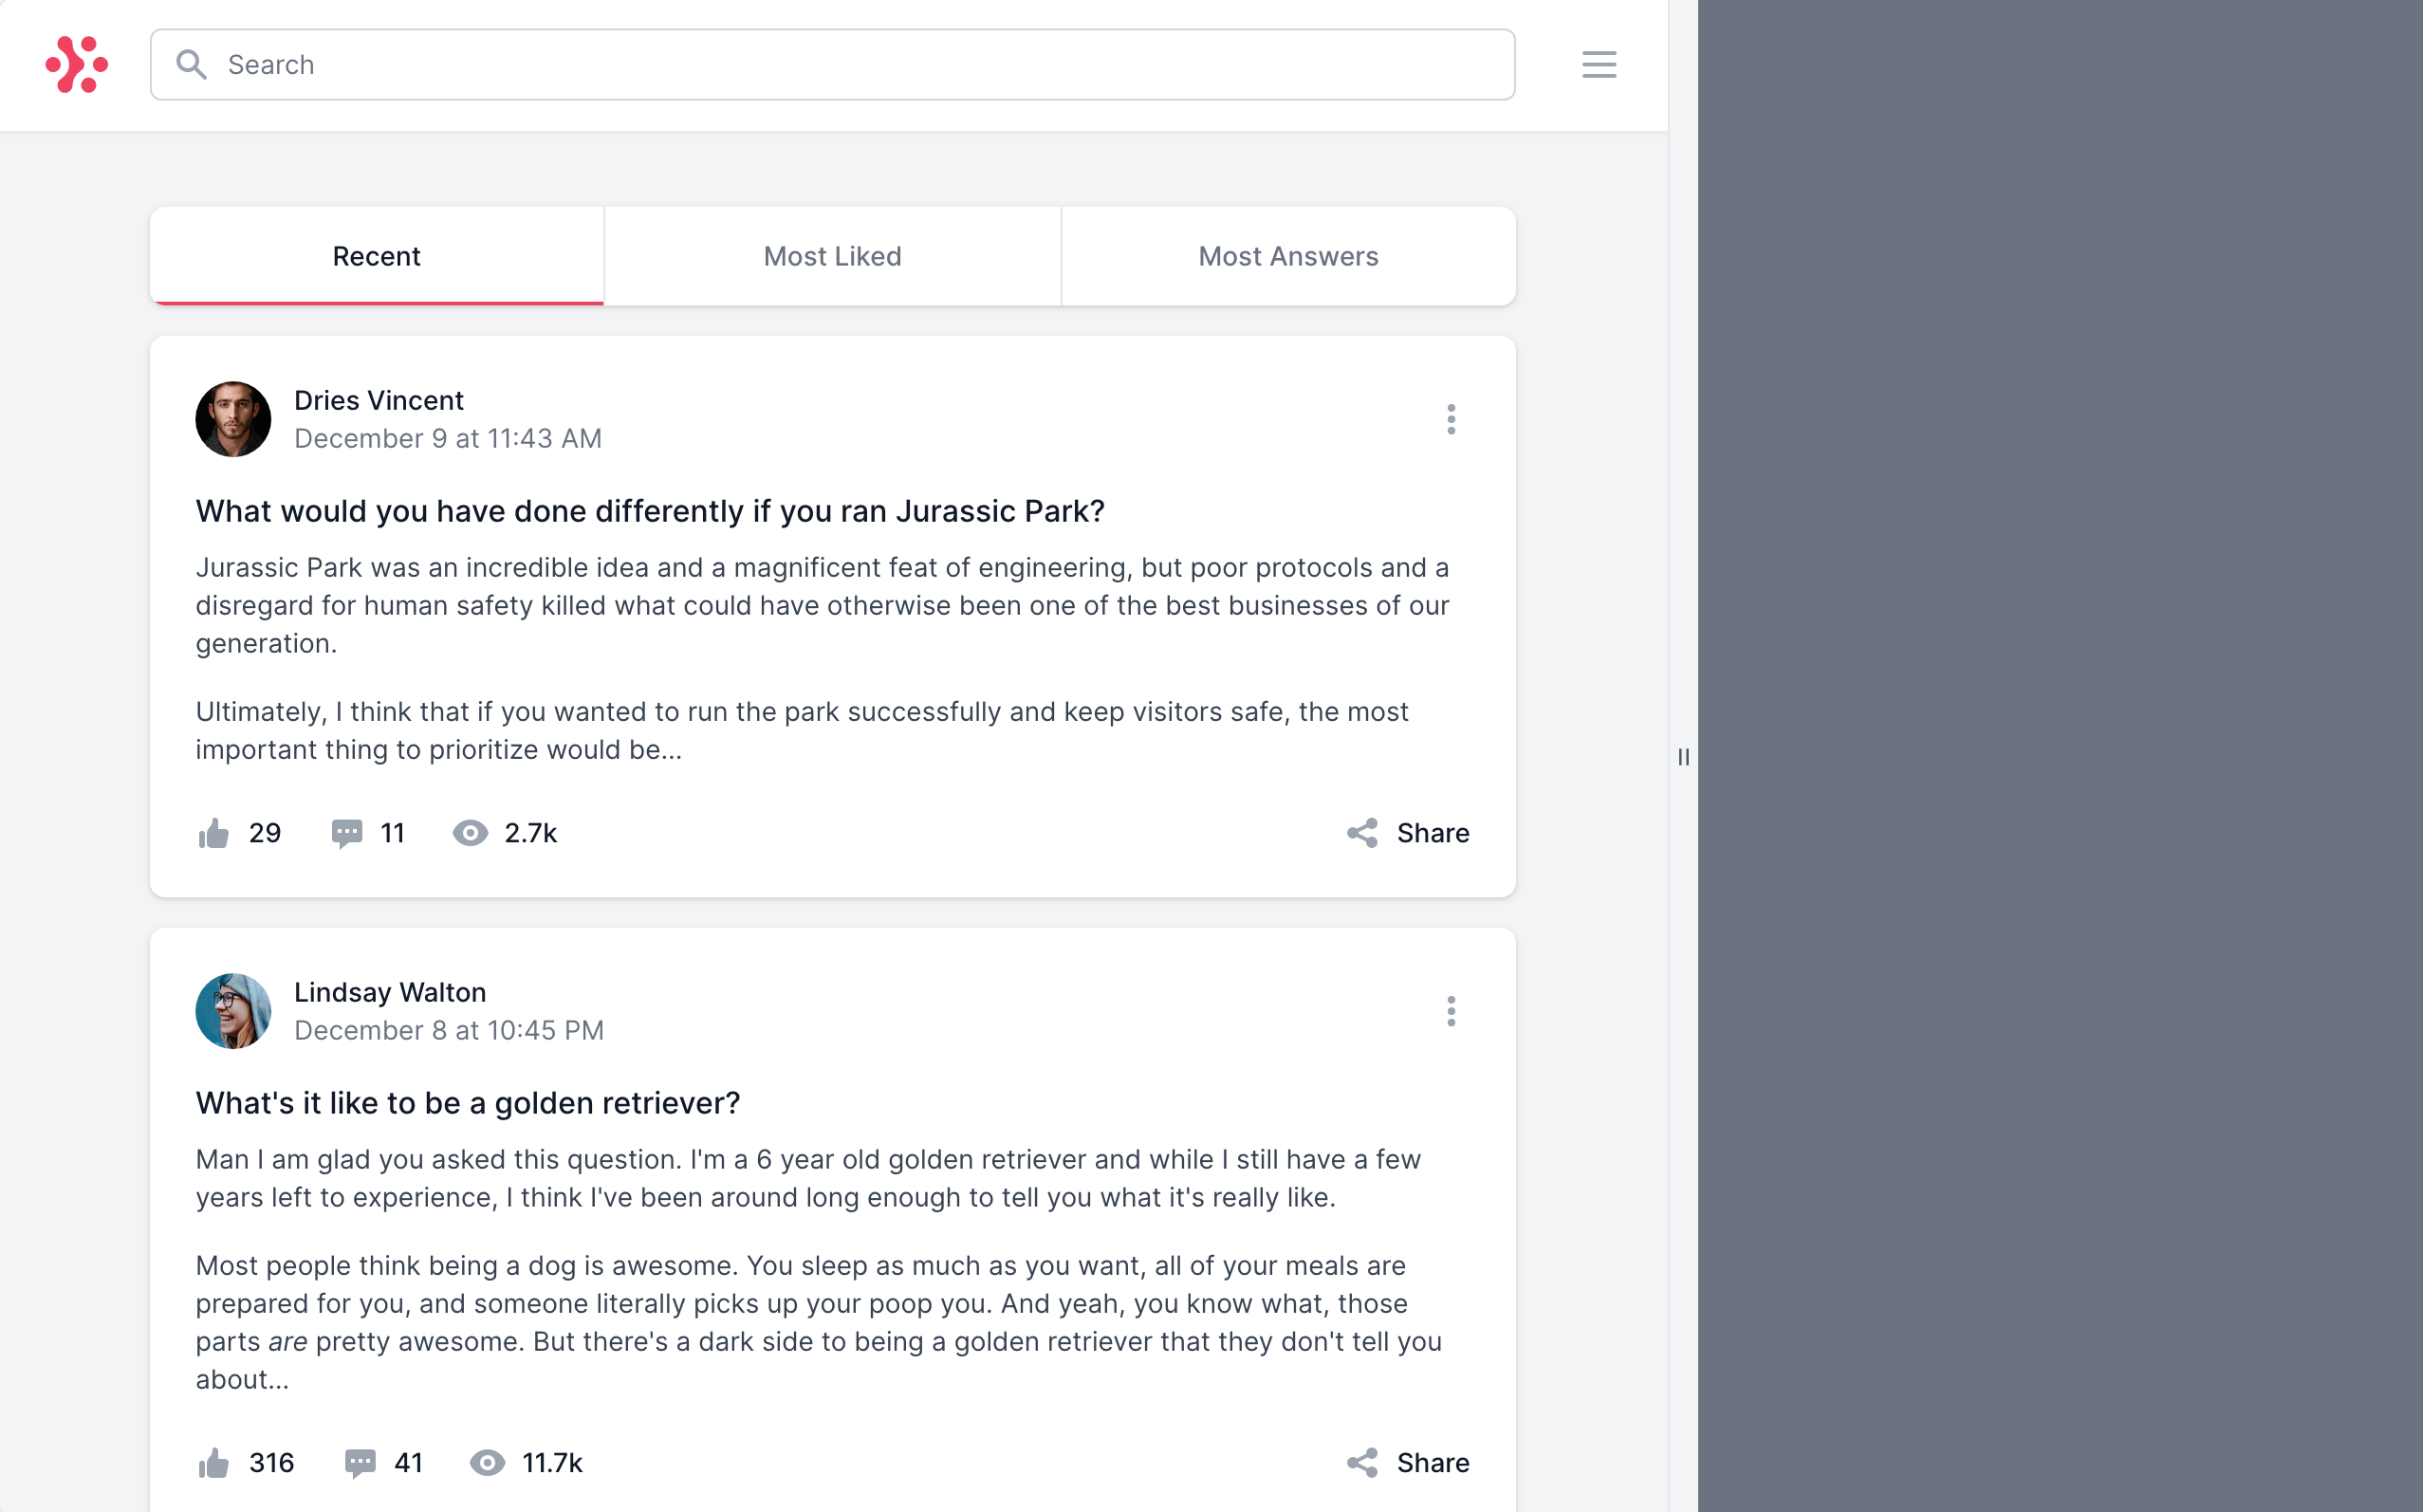 Search
Recent
Most Liked
Most Answers
Dries Vincent
December 9 at 11:43 AM
What would you have done differently if you ran Jurassic Park?
Jurassic Park was an incredible idea and a magnificent feat of engineering, but poor protocols and a
disregard for human safety killed what could have otherwise been one of the best businesses of our
generation.
Ultimately, I think that if you wanted to run the park successfully and keep visitors safe, the most
important thing to prioritize would be...
29
11
2.7k
Share
Lindsay Walton
December 8 at 10:45 PM
What's it like to be a golden retriever?
Man I am glad you asked this question. I'm a 6 year old golden retriever and while I still have a few
years left to experience, I think I've been around long enough to tell you what it's really like.
Most people think being a dog is awesome. You sleep as much as you want, all of your meals are
prepared for you, and someone literally picks up your poop you. And yeah, you know what, those
parts are pretty awesome. But there's a dark side to being a golden retriever that they don't tell you
about...
316
41
11.7k
Share